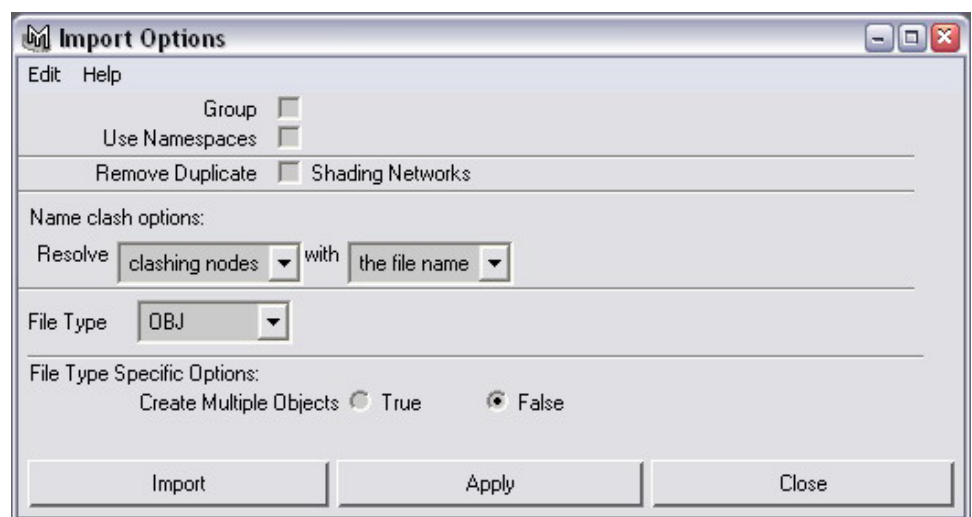 Import Options
Edit Help
Group
Use Namespaces
Remove Duplicate Shading Networks
Name clash options:
Resolve clashing nodes with the file name
File Type OBJ
File Type Specific Options:
Create Multiple Objects True False
Import Apply Close